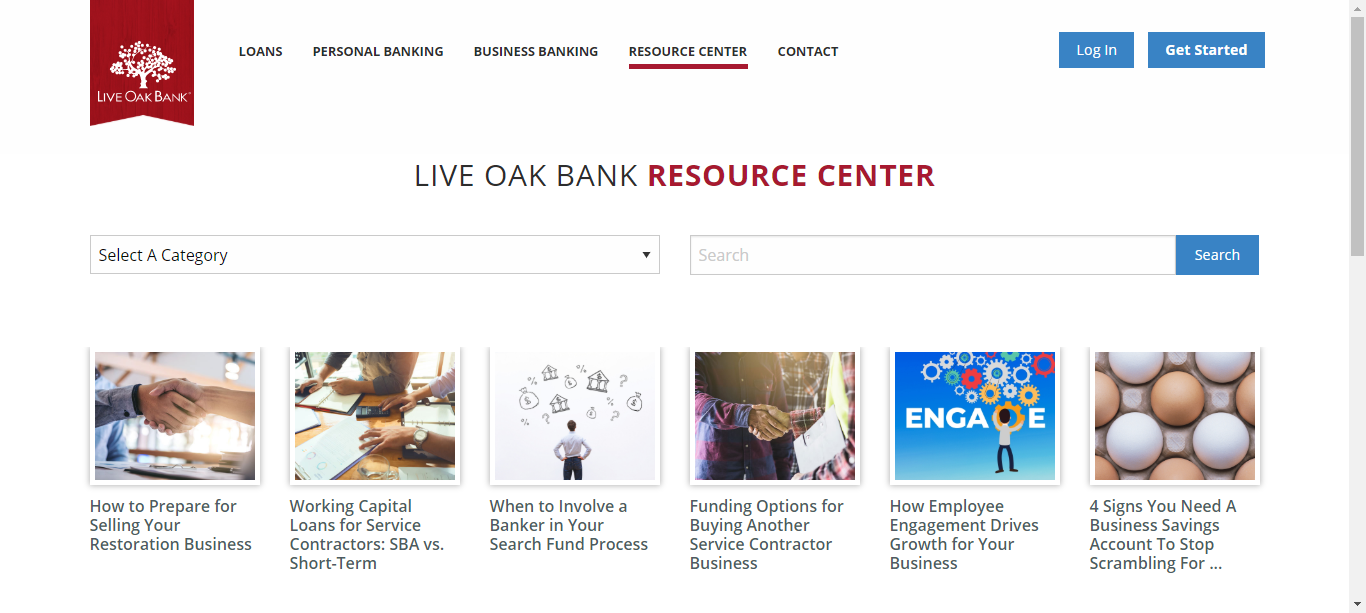 LIVE OAK BANK
LOANS
PERSONAL BANKING
BUSINESS BANKING
RESOURCE CENTER
CONTACT
Log In
Get Started
LIVE OAK BANK RESOURCE CENTER
Select A Category
Search
Search
ENGA E
How to Prepare for
Selling Your
Restoration Business
Working Capital
Loans for Service
Contractors: SBA vs.
Short-Term
When to Involve a
Banker in Your
Search Fund Process
Funding Options for
Buying Another
Service Contractor
Business
How Employee
Engagement Drives
Growth for Your
Business
4 Signs You Need A
Business Savings
Account To Stop
Scrambling For ...